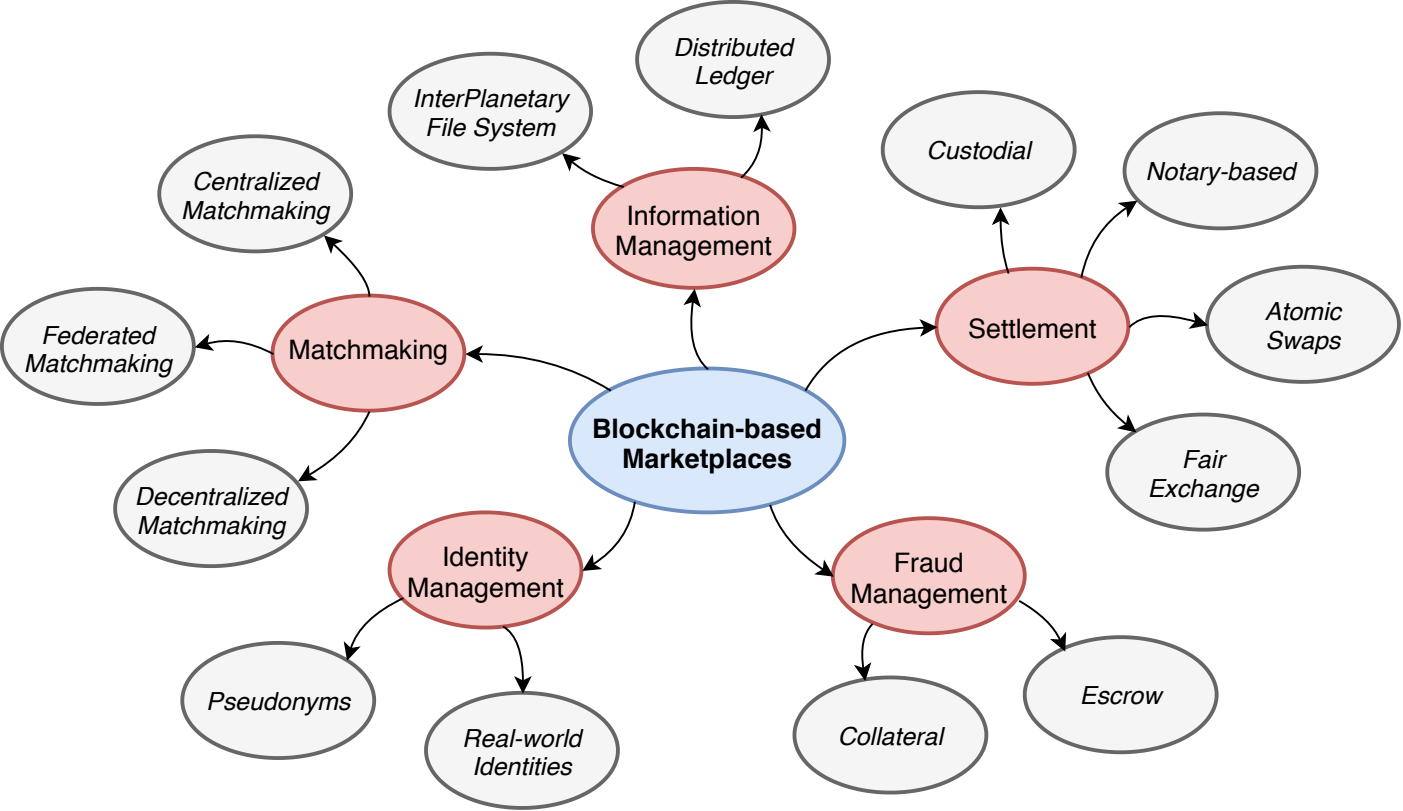 Distributed
Ledger
InterPlanetary
File System
Custodial
Notary-based
Centralized
Matchmaking
Information
Management
Federated
Matchmaking
Matchmaking
Settlement
Atomic
Swaps
Blockchain-based
Marketplaces
Decentralized
Matchmaking
Fair
Exchange
Identity
Management
Fraud
Management
Pseudonyms
Real-world
Identities
Collateral
Escrow